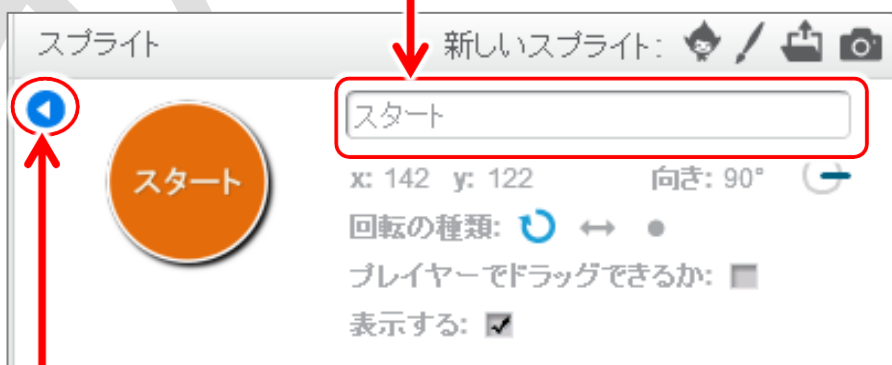 スプライト
新しいスプライト:
スタート
スタート
x: 142 y: 122 向き: 90°
回転の種類:
プレイヤーでドラッグできるか:
表示する: